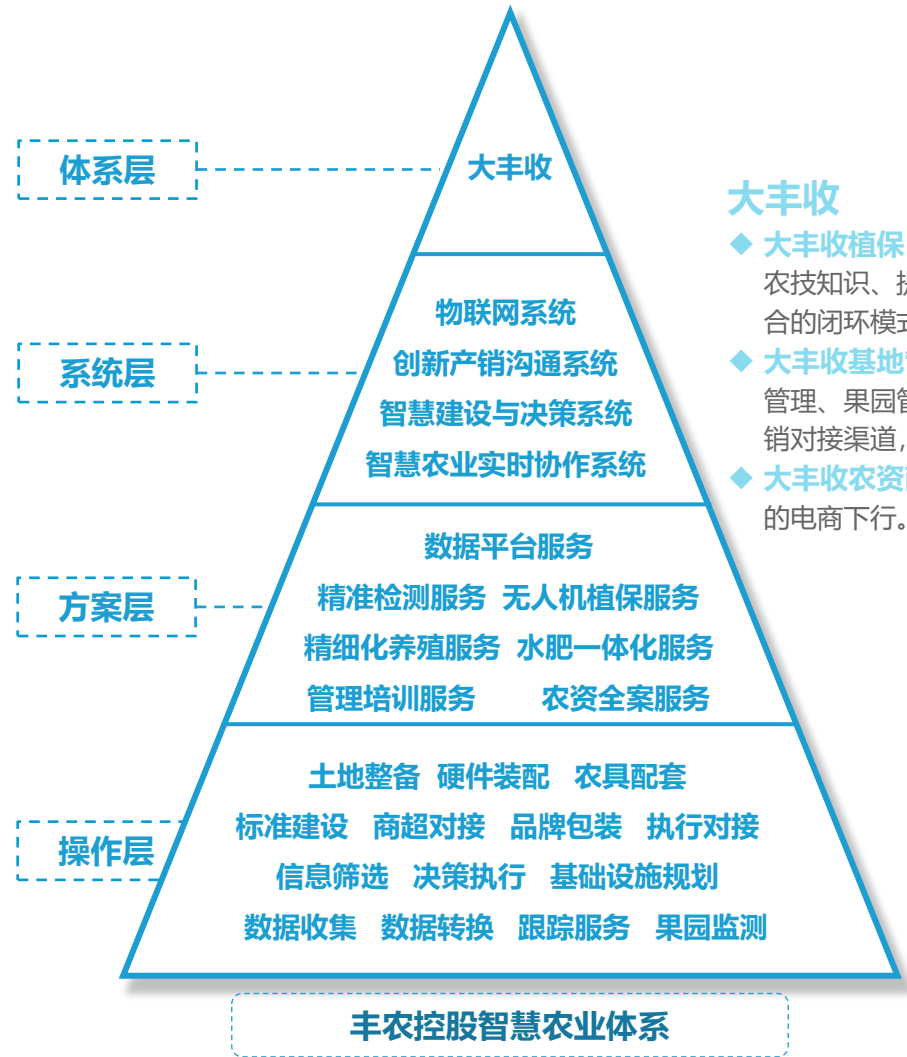 体系层
大丰收
系统层
物联网系统
创新产销沟通系统
智慧建设与决策系统
智慧农业实时协作系统
方案层
数据平台服务
精准检测服务 无人机植保服务
精细化养殖服务 水肥一体化服务
管理培训服务 农资全案服务
操作层
土地整备 硬件装配 农具配套
标准建设 商超对接 品牌包装 执行对接
信息筛选 决策执行 基础设施规划
数据收集 数据转换 跟踪服务 果园监测
丰农控股智慧农业体系
大丰收
◆ 大丰收植保
农技知识、
合的闭环模式
◆ 大丰收基地
管理、果园管
销对接渠道,
◆ 大丰收农资
的电商下行。